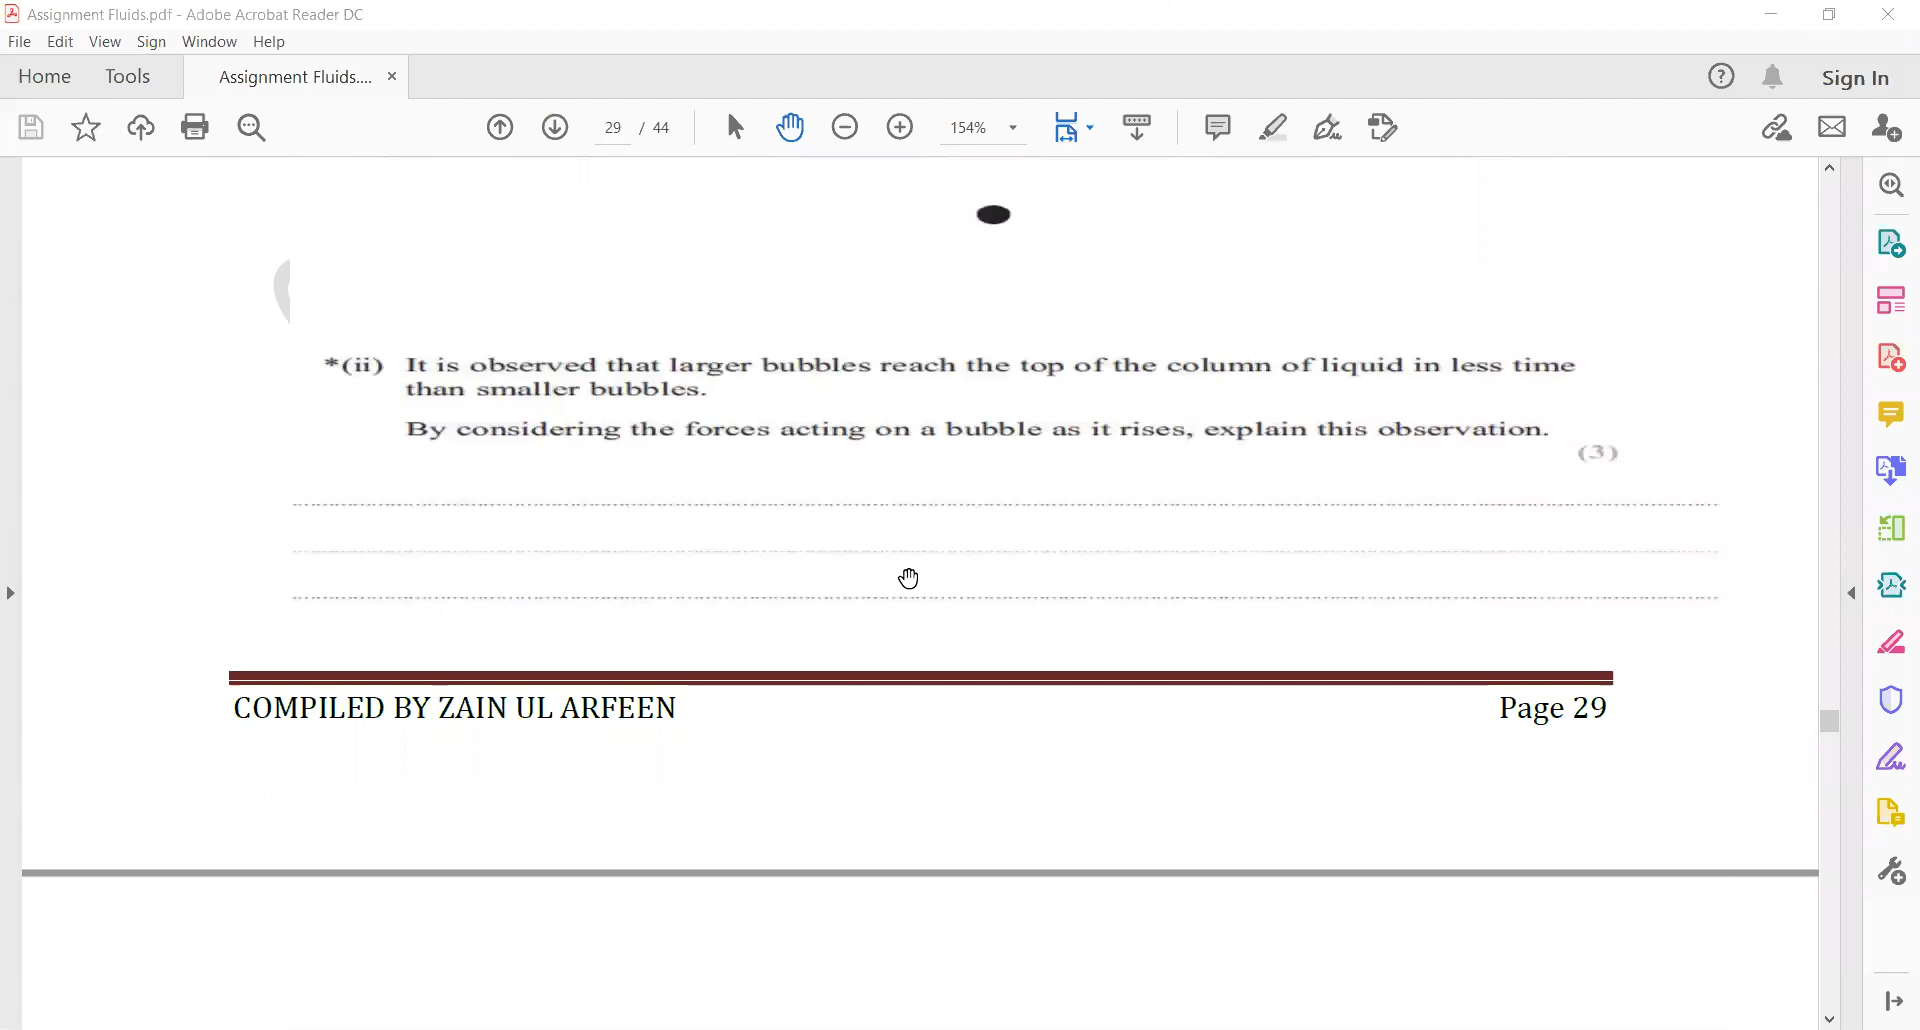 Assignment Fluids.pdf - Adobe Acrobat Reader DC
File Edit View Sign Window Help
Home Tools Assignment Fluids.... × Sign In
29 / 44 154%
*(ii) It is observed that larger bubbles reach the top of the column of liquid in less time
than smaller bubbles.
By considering the forces acting on a bubble as it rises, explain this observation.
(3)
COMPILED BY ZAIN UL ARFEEN Page 29